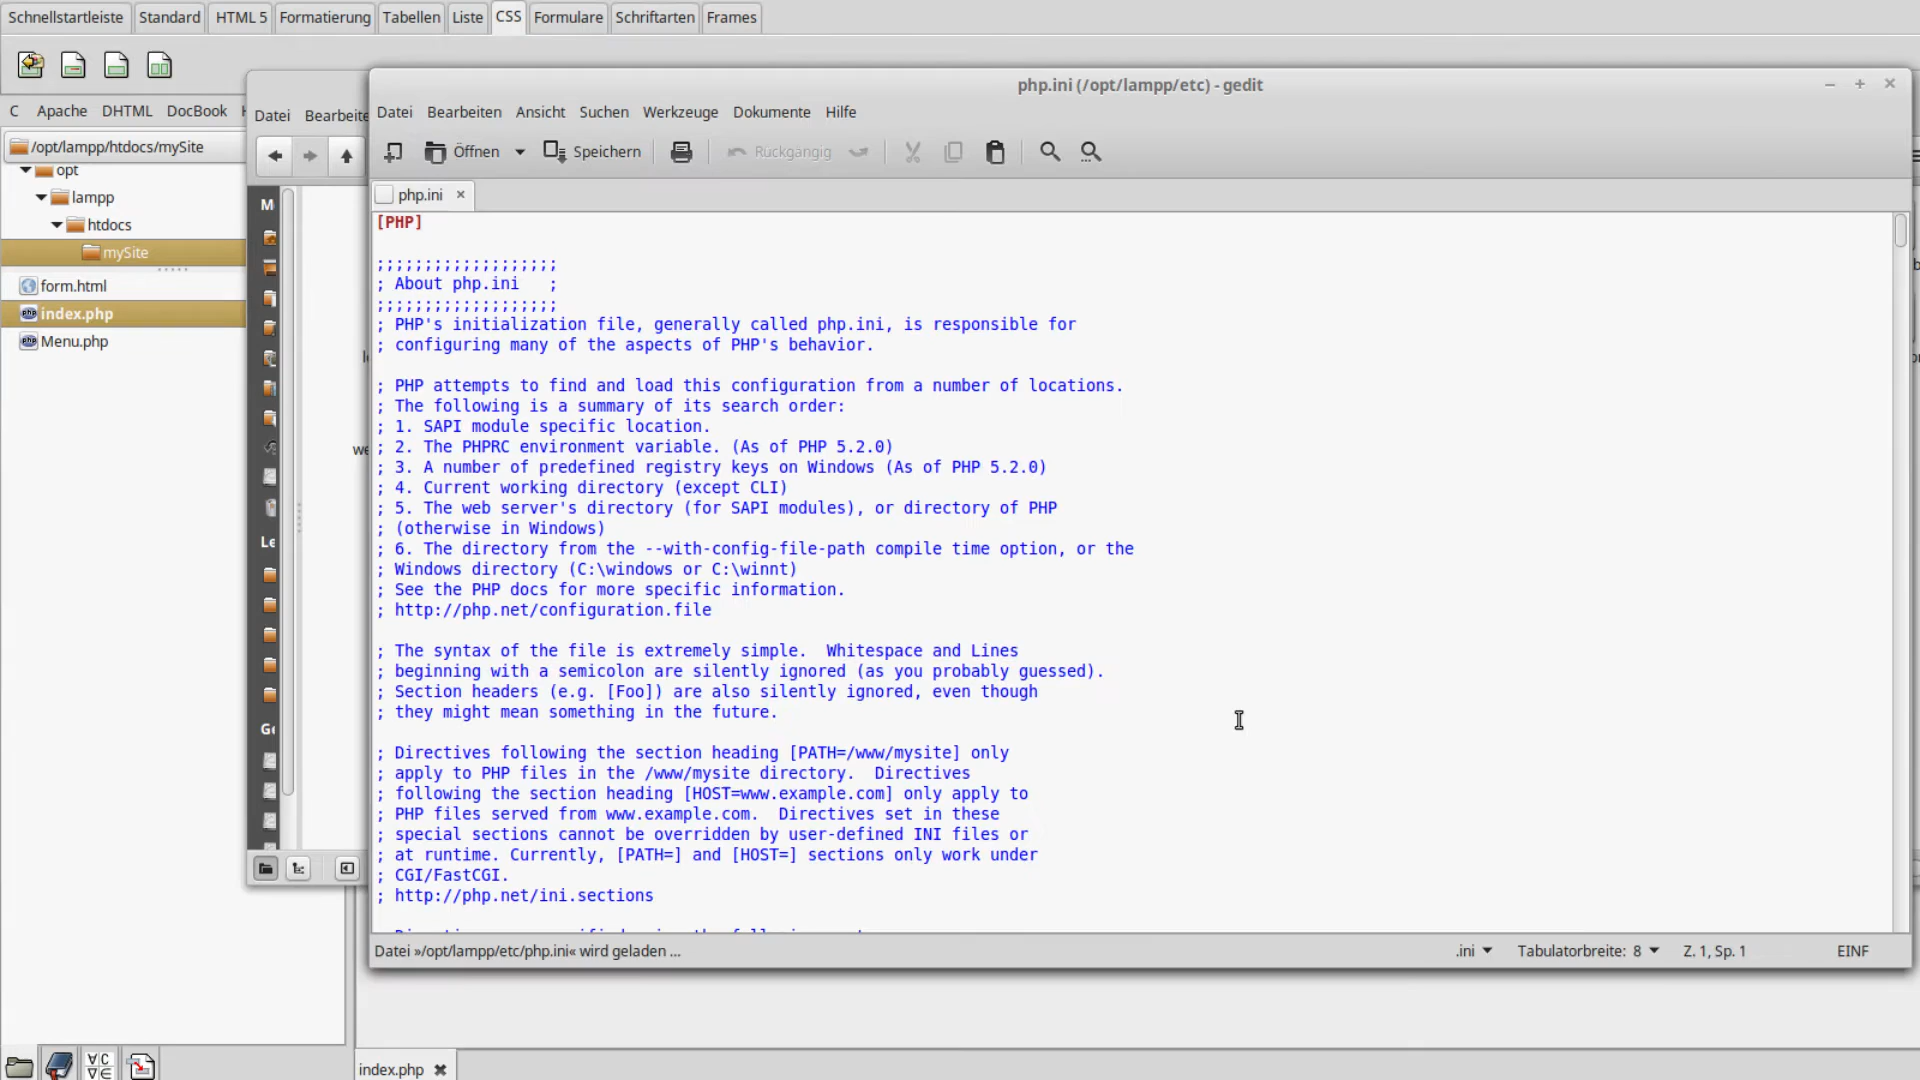 Schnellstartleiste Standard HTML 5 Formatierung Tabellen Liste CSS Formulare Schriftarten Frames
C Apache DHTML DocBook
/opt/lampp/htdocs/mySite
opt
lampp
htdocs
mySite
form.html
index.php
Menu.php
Datei Bearbeite
php.ini (/opt/lampp/etc) - gedit
Datei Bearbeiten Ansicht Suchen Werkzeuge Dokumente Hilfe
Öffnen Speichern Rückgängig
php.ini
[PHP]
;;;;;;;;;;;;;;;;;;;
; About php.ini   ;
;;;;;;;;;;;;;;;;;;;
; PHP's initialization file, generally called php.ini, is responsible for
; configuring many of the aspects of PHP's behavior.
; PHP attempts to find and load this configuration from a number of locations.
; The following is a summary of its search order:
; 1. SAPI module specific location.
; 2. The PHPRC environment variable. (As of PHP 5.2.0)
; 3. A number of predefined registry keys on Windows (As of PHP 5.2.0)
; 4. Current working directory (except CLI)
; 5. The web server's directory (for SAPI modules), or directory of PHP
; (otherwise in Windows)
; 6. The directory from the --with-config-file-path compile time option, or the
; Windows directory (C:\windows or C:\winnt)
; See the PHP docs for more specific information.
; http://php.net/configuration.file
; The syntax of the file is extremely simple.  Whitespace and Lines
; beginning with a semicolon are silently ignored (as you probably guessed).
; Section headers (e.g. [Foo]) are also silently ignored, even though
; they might mean something in the future.
; Directives following the section heading [PATH=/www/mysite] only
; apply to PHP files in the /www/mysite directory.  Directives
; following the section heading [HOST=www.example.com] only apply to
; PHP files served from www.example.com.  Directives set in these
; special sections cannot be overridden by user-defined INI files or
; at runtime. Currently, [PATH=] and [HOST=] sections only work under
; CGI/FastCGI.
; http://php.net/ini.sections
Datei »/opt/lampp/etc/php.ini« wird geladen ... .ini Tabulatorbreite: 8 Z. 1, Sp. 1 EINF
index.php